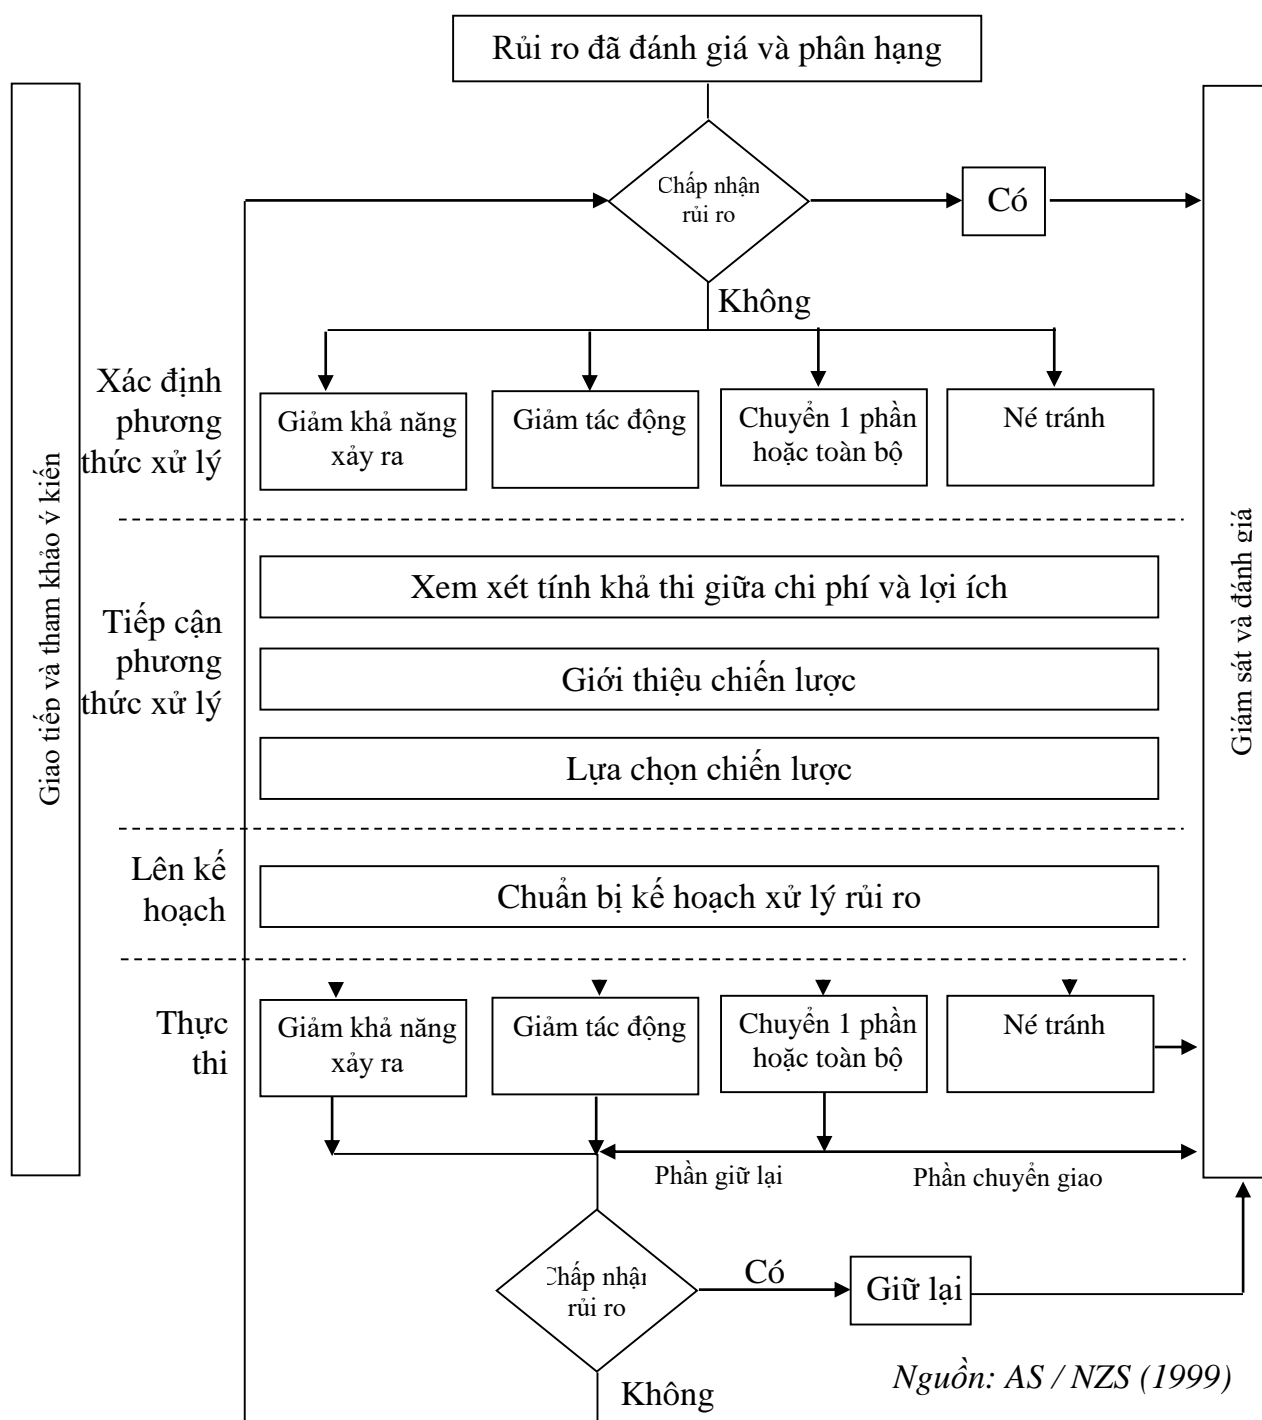 Rủi ro đã đánh giá và phân hạng
Chấp nhận
rủi ro
Có
Không
Xác định
phương
thức xử lý
Giảm khả năng
xảy ra
Giảm tác động
Chuyển 1 phần
hoặc toàn bộ
Né tránh
Giao tiếp và tham khảo ý kiến
Giám sát và đánh giá
Tiếp cận
phương
thức xử lý
Xem xét tính khả thi giữa chi phí và lợi ích
Giới thiệu chiến lược
Lựa chọn chiến lược
Lên kế
hoạch
Chuẩn bị kế hoạch xử lý rủi ro
Thực
thi
Giảm khả năng
xảy ra
Giảm tác động
Chuyển 1 phần
hoặc toàn bộ
Né tránh
Phần giữ lại
Phần chuyển giao
Chấp nhận
rủi ro
Có
Giữ lại
Không
Nguồn: AS / NZS (1999)